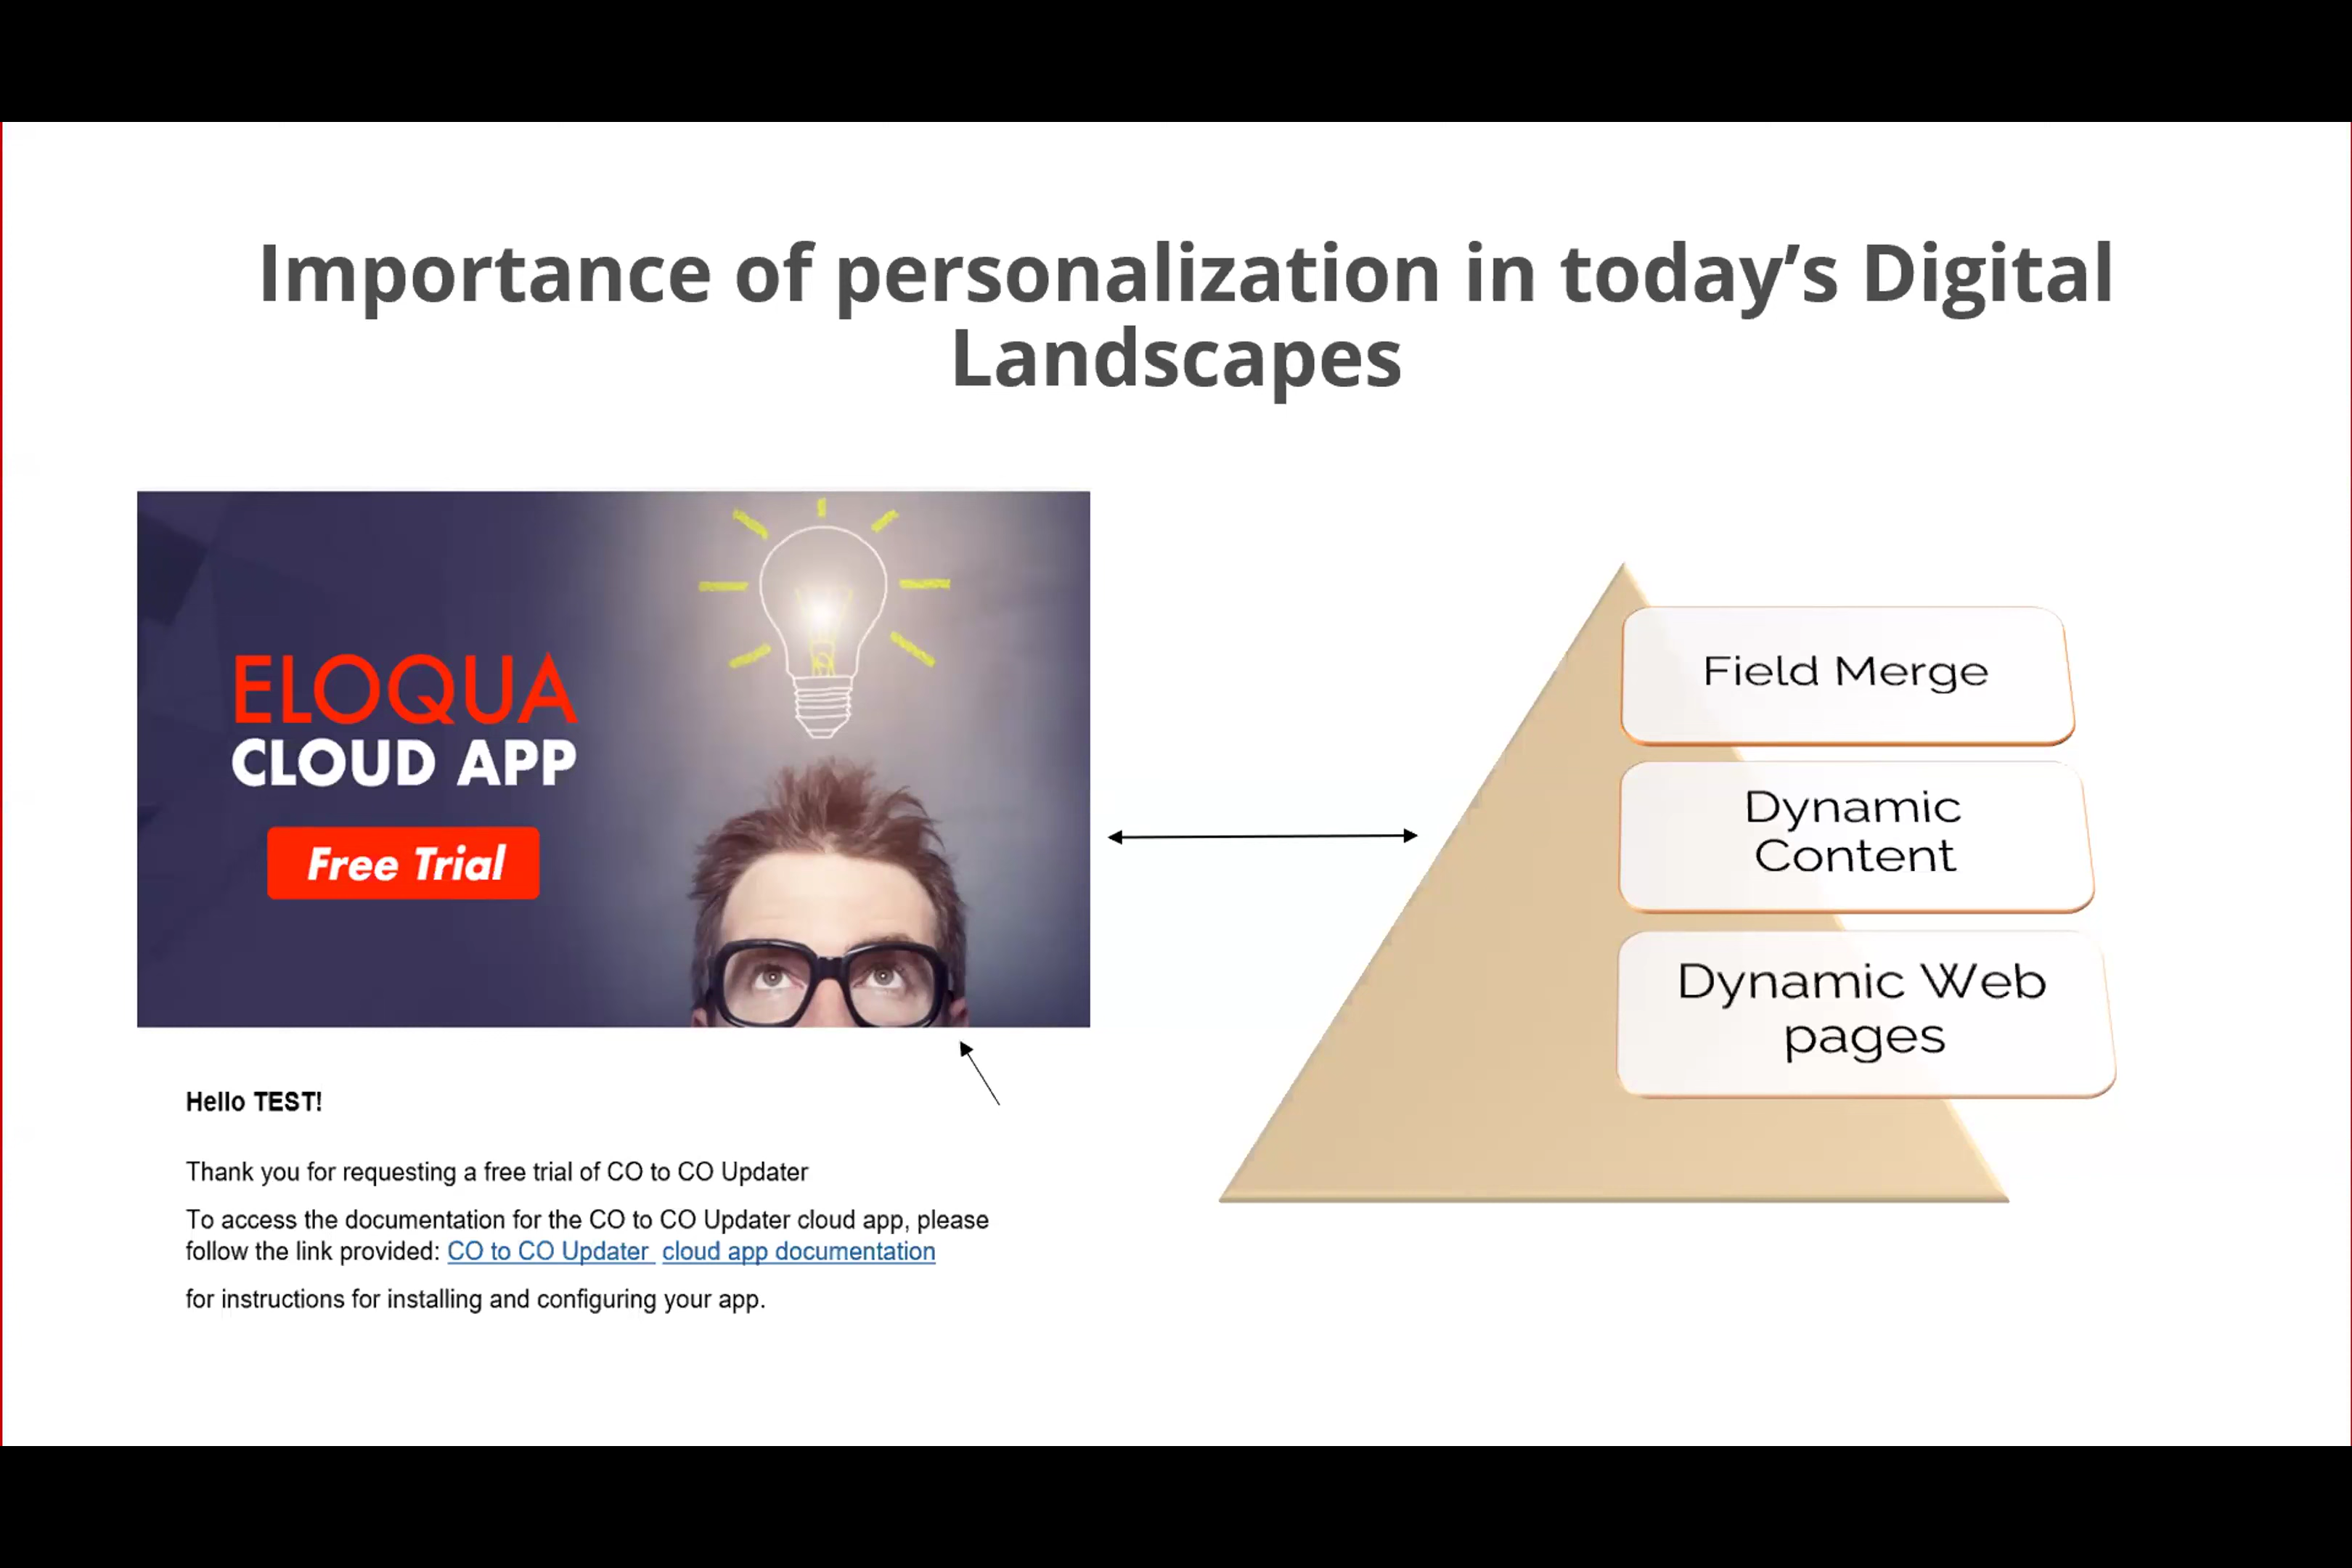 Importance of personalization in today’s Digital
Landscapes
ELOQUA
CLOUD APP
Free Trial
Hello TEST!
Thank you for requesting a free trial of CO to CO Updater
To access the documentation for the CO to CO Updater cloud app, please
follow the link provided: CO to CO Updater  cloud app documentation
for instructions for installing and configuring your app.
Field Merge
Dynamic
Content
Dynamic Web
pages